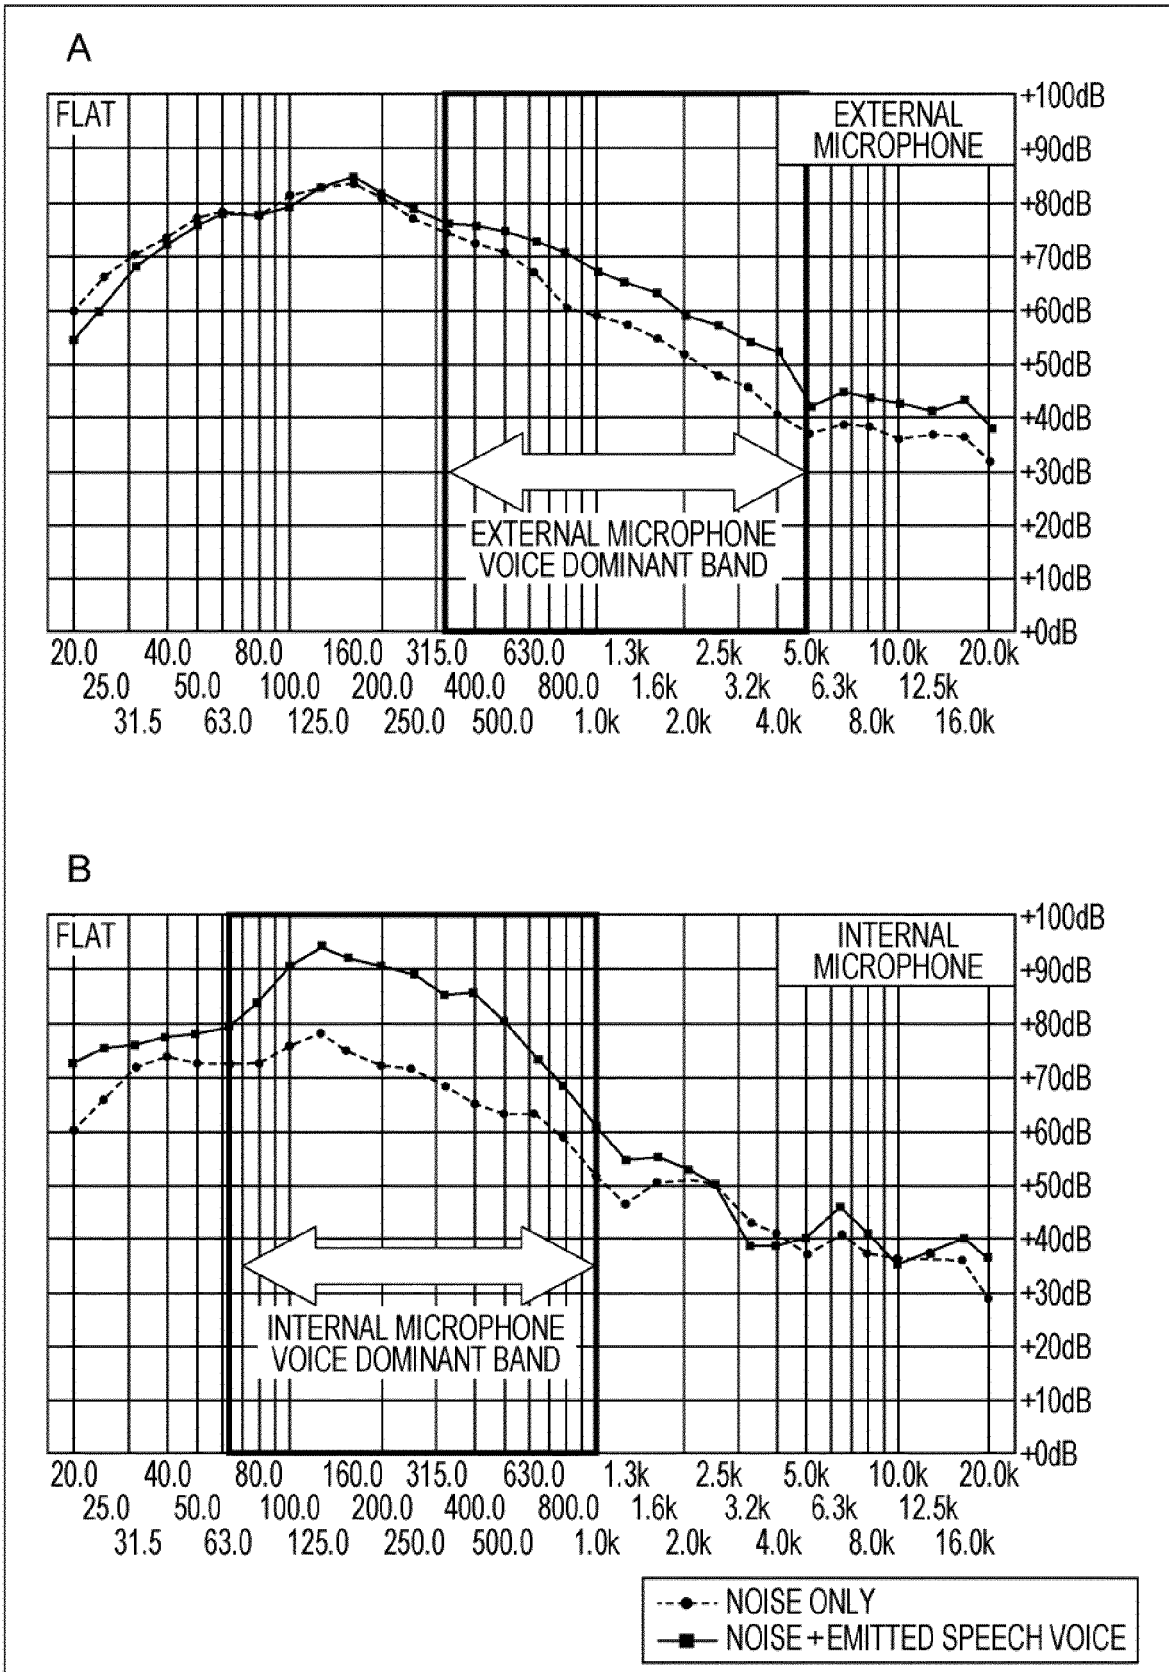 A
FLAT
EXTERNAL
MICROPHONE
+100dB
+90dB
+80dB
+70dB
+60dB
+50dB
+40dB
+30dB
+20dB
+10dB
+0dB
EXTERNAL MICROPHONE
VOICE DOMINANT BAND
20.0 40.0 80.0 160.0 315.0 630.0 1.3k 2.5k 5.0k 10.0k 20.0k
25.0 50.0 100.0 200.0 400.0 800.0 1.6k 3.2k 6.3k 12.5k
31.5 63.0 125.0 250.0 500.0 1.0k 2.0k 4.0k 8.0k 16.0k
B
FLAT
INTERNAL
MICROPHONE
+100dB
+90dB
+80dB
+70dB
+60dB
+50dB
+40dB
+30dB
+20dB
+10dB
+0dB
INTERNAL MICROPHONE
VOICE DOMINANT BAND
20.0 40.0 80.0 160.0 315.0 630.0 1.3k 2.5k 5.0k 10.0k 20.0k
25.0 50.0 100.0 200.0 400.0 800.0 1.6k 3.2k 6.3k 12.5k
31.5 63.0 125.0 250.0 500.0 1.0k 2.0k 4.0k 8.0k 16.0k
NOISE ONLY
NOISE +EMITTED SPEECH VOICE